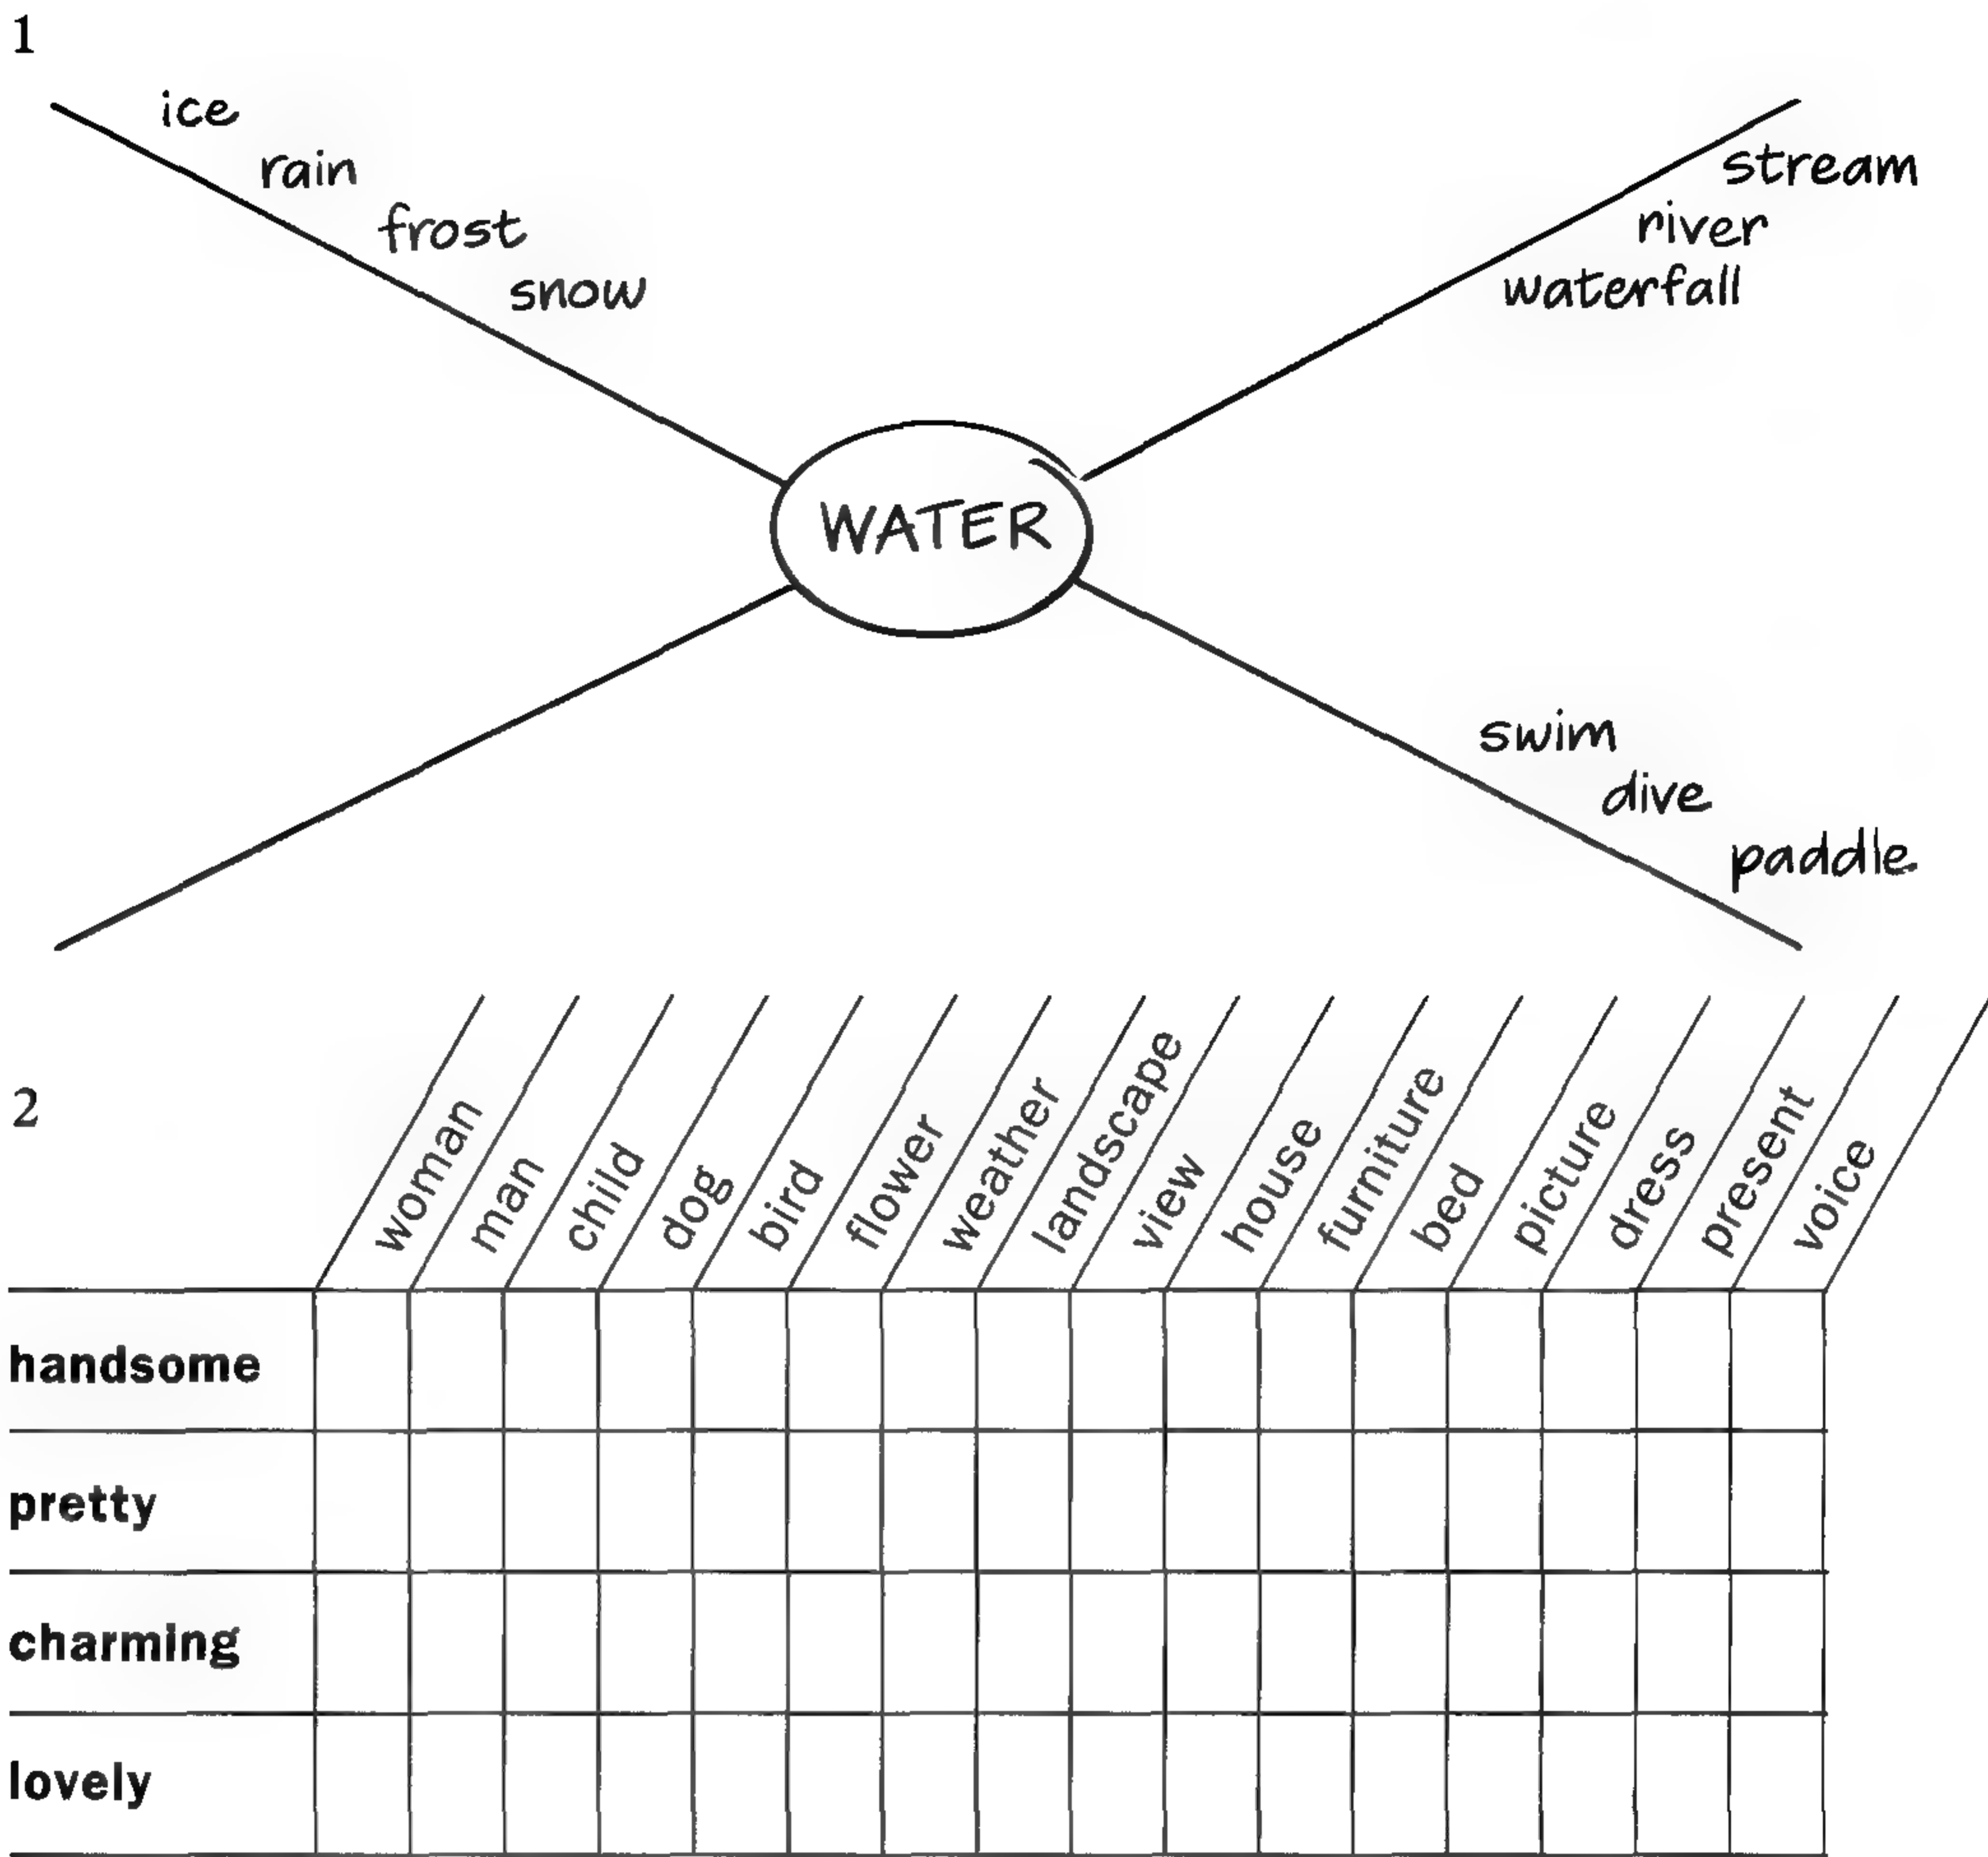 1
ice
rain
frost
snow
stream
river
waterfall
WATER
swim
dive
paddle
2
woman
man
child
dog
bird
flower
weather
landscape
view
house
furniture
bed
picture
dress
present
voice
handsome
pretty
charming
lovely